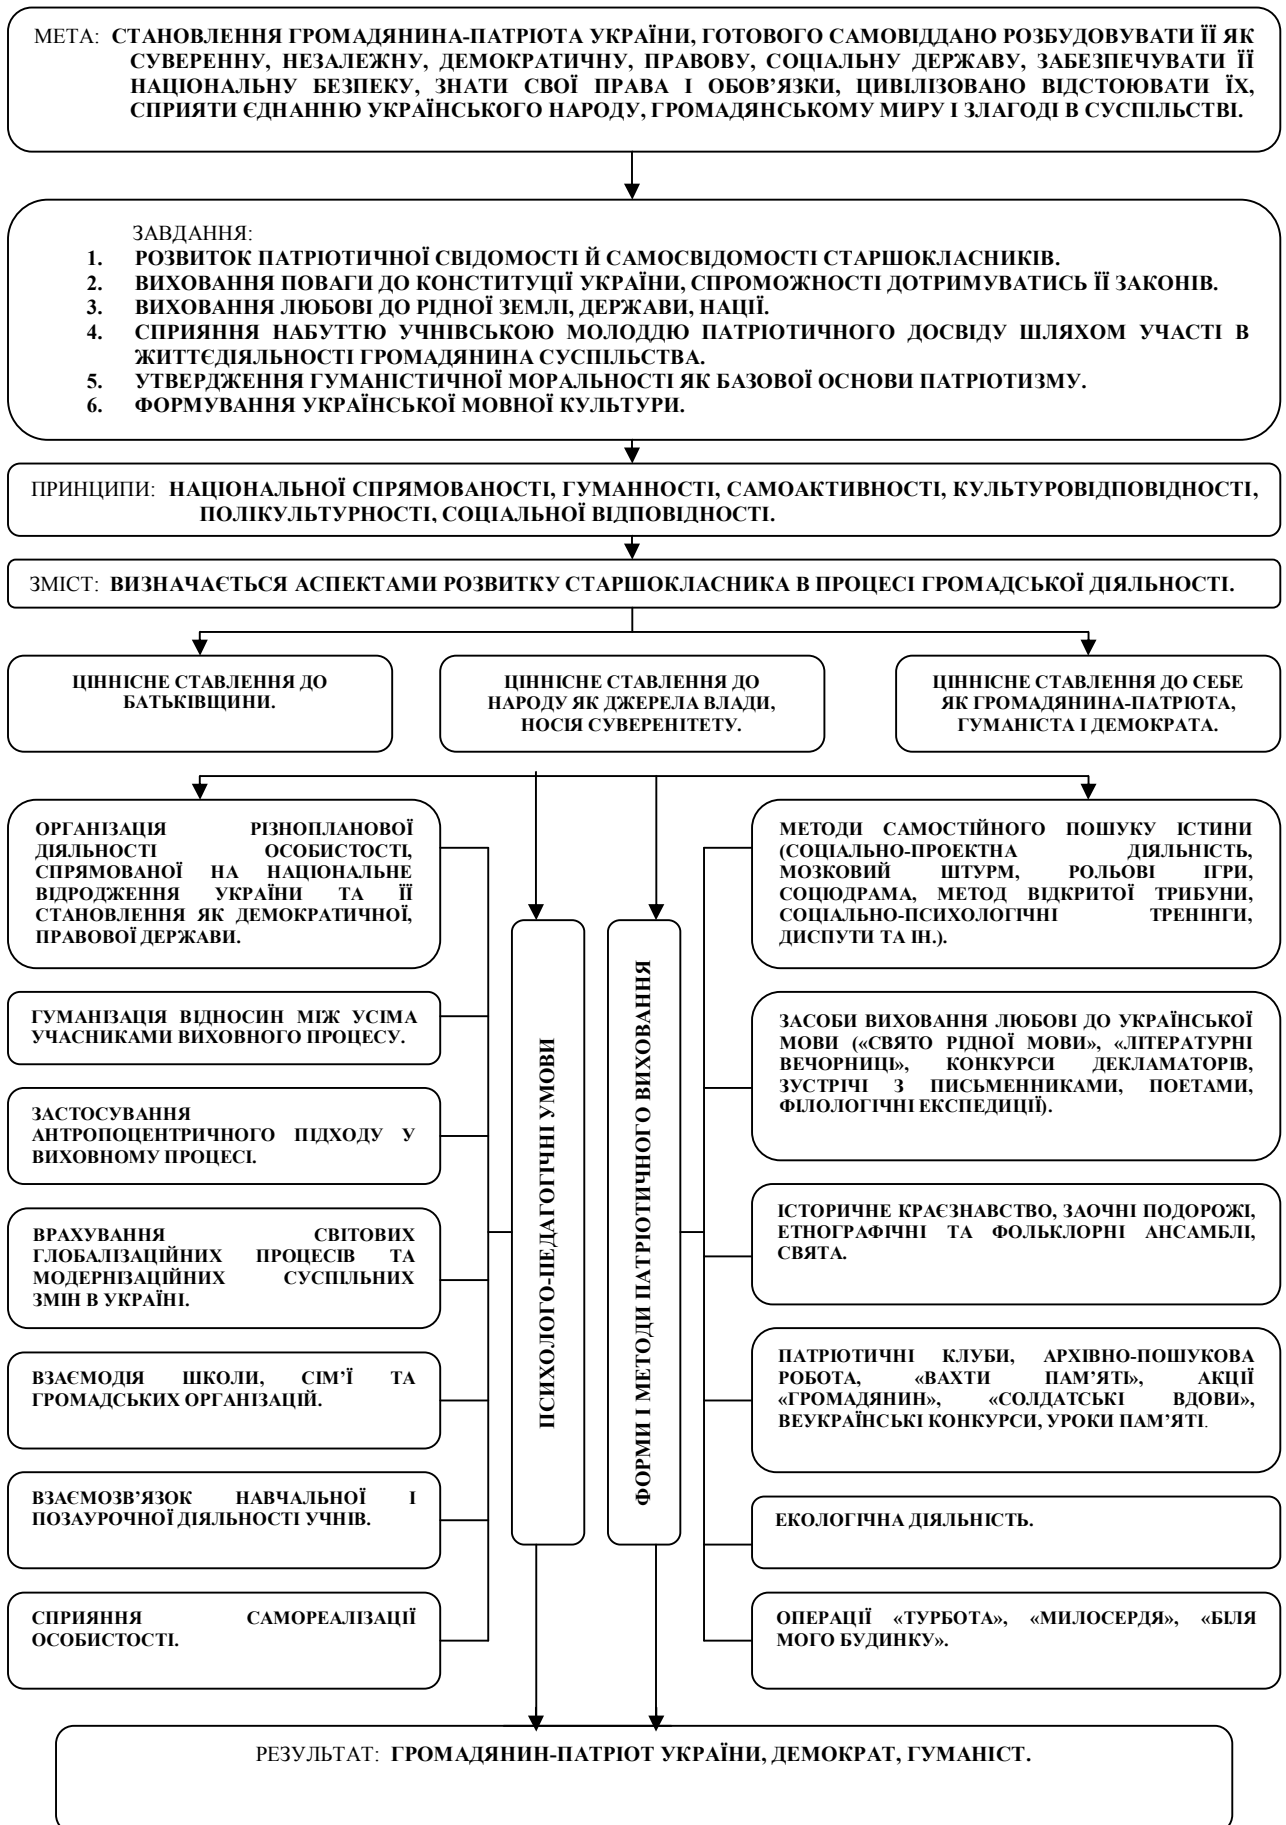 МЕТА: СТАНОВЛЕННЯ ГРОМАДЯНИНА-ПАТРІОТА УКРАЇНИ, ГОТОВОГО САМОВІДДАНО РОЗБУДОВУВАТИ ЇЇ ЯК
СУВЕРЕННУ, НЕЗАЛЕЖНУ, ДЕМОКРАТИЧНУ, ПРАВОВУ, СОЦІАЛЬНУ ДЕРЖАВУ, ЗАБЕЗПЕЧУВАТИ ЇЇ
НАЦІОНАЛЬНУ БЕЗПЕКУ, ЗНАТИ СВОЇ ПРАВА І ОБОВ'ЯЗКИ, ЦИВІЛІЗОВАНО ВІДСТОЮВАТИ ЇХ,
СПРИЯТИ ЄДНАННЮ УКРАЇНСЬКОГО НАРОДУ, ГРОМАДЯНСЬКОМУ МИРУ І ЗЛАГОДІ В СУСПІЛЬСТВІ.
ЗАВДАННЯ:
1. РОЗВИТОК ПАТРІОТИЧНОЇ СВІДОМОСТІ Й САМОСВІДОМОСТІ СТАРШОКЛАСНИКІВ.
2. ВИХОВАННЯ ПОВАГИ ДО КОНСТИТУЦІЇ УКРАЇНИ, СПРОМОЖНОСТІ ДОТРИМУВАТИСЬ ЇЇ ЗАКОНІВ.
3. ВИХОВАННЯ ЛЮБОВІ ДО РІДНОЇ ЗЕМЛІ, ДЕРЖАВИ, НАЦІЇ.
4. СПРИЯННЯ НАБУТТЮ УЧНІВСЬКОЮ МОЛОДДЮ ПАТРІОТИЧНОГО ДОСВІДУ ШЛЯХОМ УЧАСТІ В
ЖИТТЄДІЯЛЬНОСТІ ГРОМАДЯНИНА СУСПІЛЬСТВА.
5. УТВЕРДЖЕННЯ ГУМАНІСТИЧНОЇ МОРАЛЬНОСТІ ЯК БАЗОВОЇ ОСНОВИ ПАТРІОТИЗМУ.
6. ФОРМУВАННЯ УКРАЇНСЬКОЇ МОВНОЇ КУЛЬТУРИ.
ПРИНЦИПИ: НАЦІОНАЛЬНОЇ СПРЯМОВАНОСТІ, ГУМАННОСТІ, САМОАКТИВНОСТІ, КУЛЬТУРОВІДПОВІДНОСТІ,
ПОЛІКУЛЬТУРНОСТІ, СОЦІАЛЬНОЇ ВІДПОВІДНОСТІ.
ЗМІСТ: ВИЗНАЧАЄТЬСЯ АСПЕКТАМИ РОЗВИТКУ СТАРШОКЛАСНИКА В ПРОЦЕСІ ГРОМАДСЬКОЇ ДІЯЛЬНОСТІ.
ЦІННІСНЕ СТАВЛЕННЯ ДО
БАТЬКІВЩИНИ.
ЦІННІСНЕ СТАВЛЕННЯ ДО
НАРОДУ ЯК ДЖЕРЕЛА ВЛАДИ,
НОСІЯ СУВЕРЕНІТЕТУ.
ЦІННІСНЕ СТАВЛЕННЯ ДО СЕБЕ
ЯК ГРОМАДЯНИНА-ПАТРІОТА,
ГУМАНІСТА І ДЕМОКРАТА.
ОРГАНІЗАЦІЯ РІЗНОПЛАНОВОЇ
ДІЯЛЬНОСТІ ОСОБИСТОСТІ,
СПРЯМОВАНОЇ НА НАЦІОНАЛЬНЕ
ВІДРОДЖЕННЯ УКРАЇНИ ТА ЇЇ
СТАНОВЛЕННЯ ЯК ДЕМОКРАТИЧНОЇ,
ПРАВОВОЇ ДЕРЖАВИ.
ГУМАНІЗАЦІЯ ВІДНОСИН МІЖ УСІМА
УЧАСНИКАМИ ВИХОВНОГО ПРОЦЕСУ.
ЗАСТОСУВАННЯ
АНТРОПОЦЕНТРИЧНОГО ПІДХОДУ У
ВИХОВНОМУ ПРОЦЕСІ.
ВРАХУВАННЯ СВІТОВИХ
ГЛОБАЛІЗАЦІЙНИХ ПРОЦЕСІВ ТА
МОДЕРНІЗАЦІЙНИХ СУСПІЛЬНИХ
ЗМІН В УКРАЇНІ.
ВЗАЄМОДІЯ ШКОЛИ, СІМ'Ї ТА
ГРОМАДСЬКИХ ОРГАНІЗАЦІЙ.
ВЗАЄМОЗВ'ЯЗОК НАВЧАЛЬНОЇ І
ПОЗАУРОЧНОЇ ДІЯЛЬНОСТІ УЧНІВ.
СПРИЯННЯ САМОРЕАЛІЗАЦІЇ
ОСОБИСТОСТІ.
ПСИХОЛОГО-ПЕДАГОГІЧНІ УМОВИ
ФОРМИ І МЕТОДИ ПАТРІОТИЧНОГО ВИХОВАННЯ
МЕТОДИ САМОСТІЙНОГО ПОШУКУ ІСТИНИ
(СОЦІАЛЬНО-ПРОЕКТНА ДІЯЛЬНІСТЬ,
МОЗКОВИЙ ШТУРМ, РОЛЬОВІ ІГРИ,
СОЦІОДРАМА, МЕТОД ВІДКРИТОЇ ТРИБУНИ,
СОЦІАЛЬНО-ПСИХОЛОГІЧНІ ТРЕНІНГИ,
ДИСПУТИ ТА ІН.).
ЗАСОБИ ВИХОВАННЯ ЛЮБОВІ ДО УКРАЇНСЬКОЇ
МОВИ («СВЯТО РІДНОЇ МОВИ», «ЛІТЕРАТУРНІ
ВЕЧОРНИЦІ», КОНКУРСИ ДЕКЛАМАТОРІВ,
ЗУСТРІЧІ З ПИСЬМЕННИКАМИ, ПОЕТАМИ,
ФІЛОЛОГІЧНІ ЕКСПЕДИЦІЇ).
ІСТОРИЧНЕ КРАЄЗНАВСТВО, ЗАОЧНІ ПОДОРОЖІ,
ЕТНОГРАФІЧНІ ТА ФОЛЬКЛОРНІ АНСАМБЛІ,
СВЯТА.
ПАТРІОТИЧНІ КЛУБИ, АРХІВНО-ПОШУКОВА
РОБОТА, «ВАХТИ ПАМ'ЯТІ», АКЦІЇ
«ГРОМАДЯНИН», «СОЛДАТСЬКІ ВДОВИ»,
ВЕУКРАЇНСЬКІ КОНКУРСИ, УРОКИ ПАМ'ЯТІ.
ЕКОЛОГІЧНА ДІЯЛЬНІСТЬ.
ОПЕРАЦІЇ «ТУРБОТА», «МИЛОСЕРДЯ», «БІЛЯ
МОГО БУДИНКУ».
РЕЗУЛЬТАТ: ГРОМАДЯНИН-ПАТРІОТ УКРАЇНИ, ДЕМОКРАТ, ГУМАНІСТ.